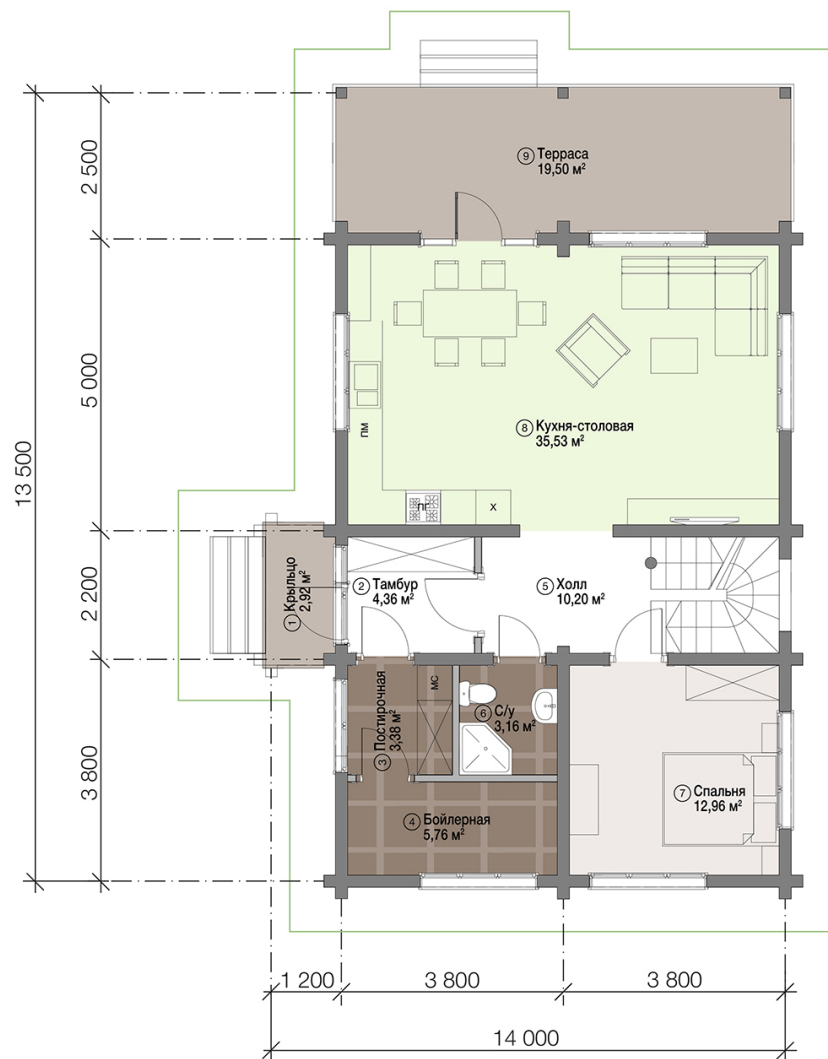 9 Терраса
19,50 м²
2 500
5 000
13 500
8 Кухня-столовая
35,53 м²
пм
пг
х
2 200
1 Крыльцо
2,92 м²
2 Тамбур
4,36 м²
5 Холл
10,20 м²
3 Постирочная
3,38 м²
мс
6 С/у
3,16 м²
3 800
7 Спальня
12,96 м²
4 Бойлерная
5,76 м²
1 200
3 800
3 800
14 000